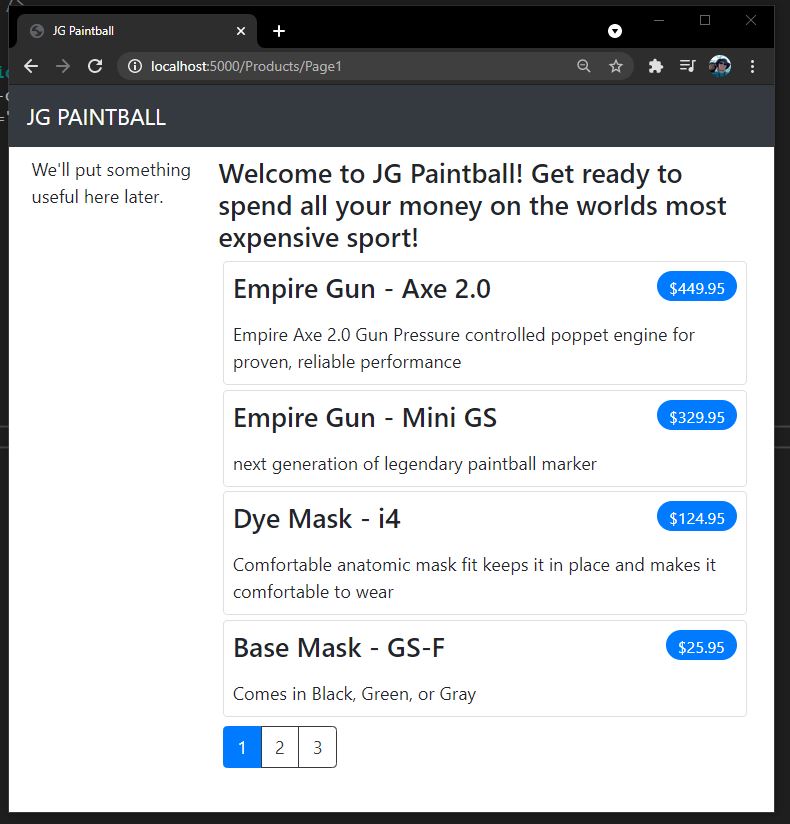 JG Paintball
localhost:5000/Products/Page1
JG PAINTBALL
We'll put something
useful here later.
Welcome to JG Paintball! Get ready to
spend all your money on the worlds most
expensive sport!
Empire Gun - Axe 2.0
$449.95
Empire Axe 2.0 Gun Pressure controlled poppet engine for
proven, reliable performance
Empire Gun - Mini GS
$329.95
next generation of legendary paintball marker
Dye Mask - i4
$124.95
Comfortable anatomic mask fit keeps it in place and makes it
comfortable to wear
Base Mask - GS-F
$25.95
Comes in Black, Green, or Gray
1 2 3